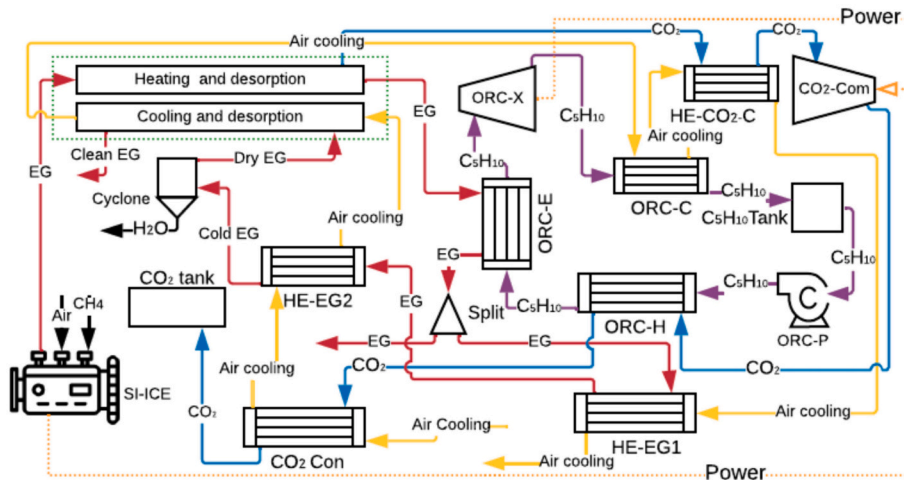 Power
CO₂
CO₂
Air cooling
Heating and desorption
Cooling and desorption
EG
ORC-X
C₅H₁₀
HE-CO₂-C
CO₂-Com
Air cooling
Clean EG
Dry EG
EG
Cyclone
C₅H₁₀
ORC-E
ORC-C
C₅H₁₀
C₅H₁₀Tank
H₂O
Cold EG
Air cooling
EG
C₅H₁₀
CO₂ tank
HE-EG2
EG
Split
C₅H₁₀
ORC-H
C₅H₁₀
C
ORC-P
Air
CH4
EG
EG
CO₂
CO₂
Air cooling
SI-ICE
CO₂
Air Cooling
Air cooling
CO₂ Con
HE-EG1
Air cooling
Power